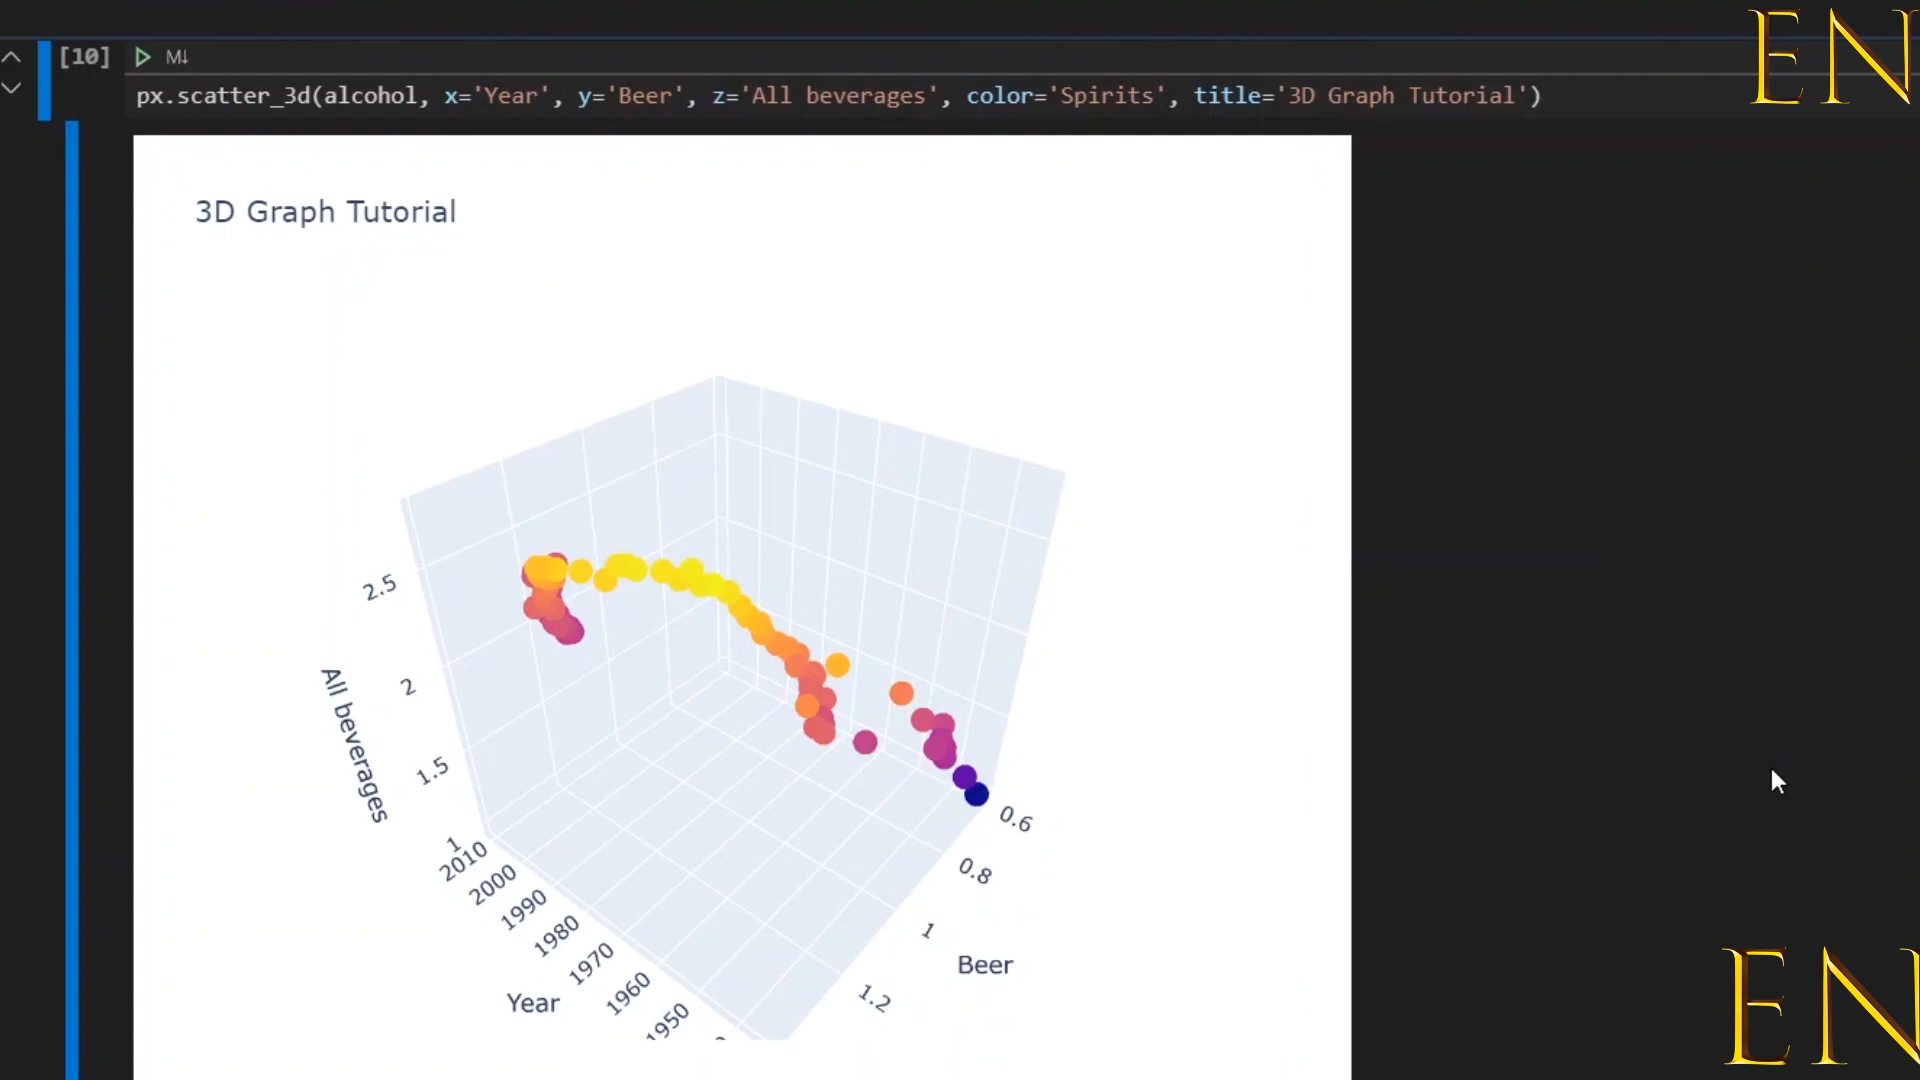 EN
[10] M↓
px.scatter_3d(alcohol, x='Year', y='Beer', z='All beverages', color='Spirits', title='3D Graph Tutorial')
3D Graph Tutorial
2.5
2
1.5
1
All beverages
2010
2000
1990
1980
1970
1960
1950
Year
0.6
0.8
1
1.2
Beer
EN